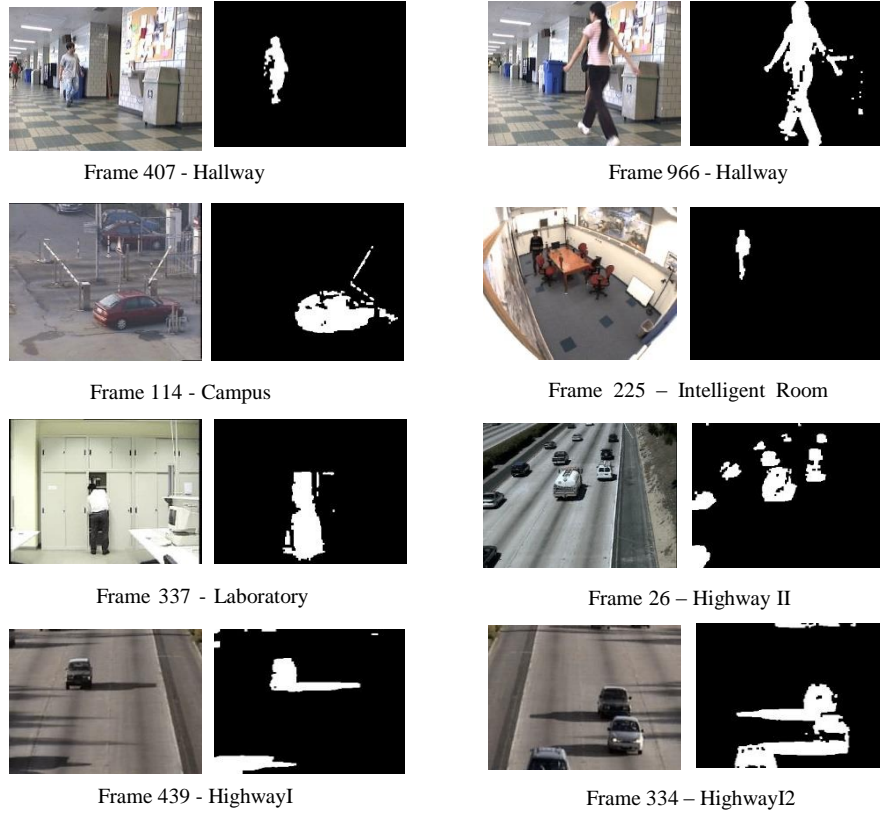 Frame 407 - Hallway
Frame 966 - Hallway
Frame 114 - Campus
Frame 225 – Intelligent Room
Frame 337 - Laboratory
Frame 26 – Highway II
Frame 439 - HighwayI
Frame 334 – HighwayI2